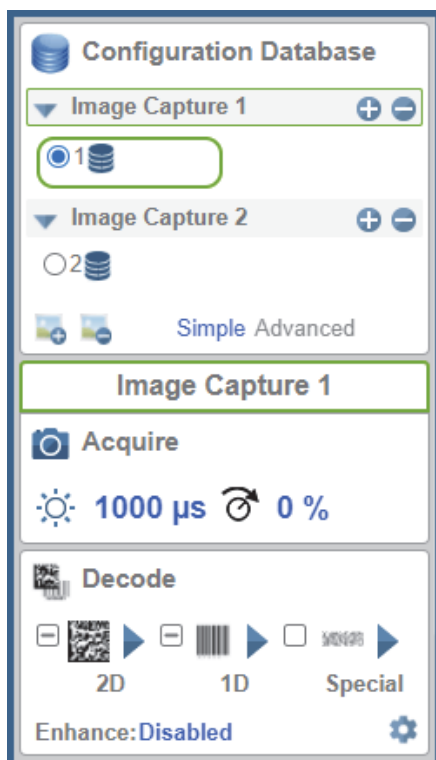 Configuration Database
Image Capture 1
1
Image Capture 2
2
Simple Advanced
Image Capture 1
Acquire
1000 µs 0 %
Decode
2D 1D Special
Enhance:Disabled